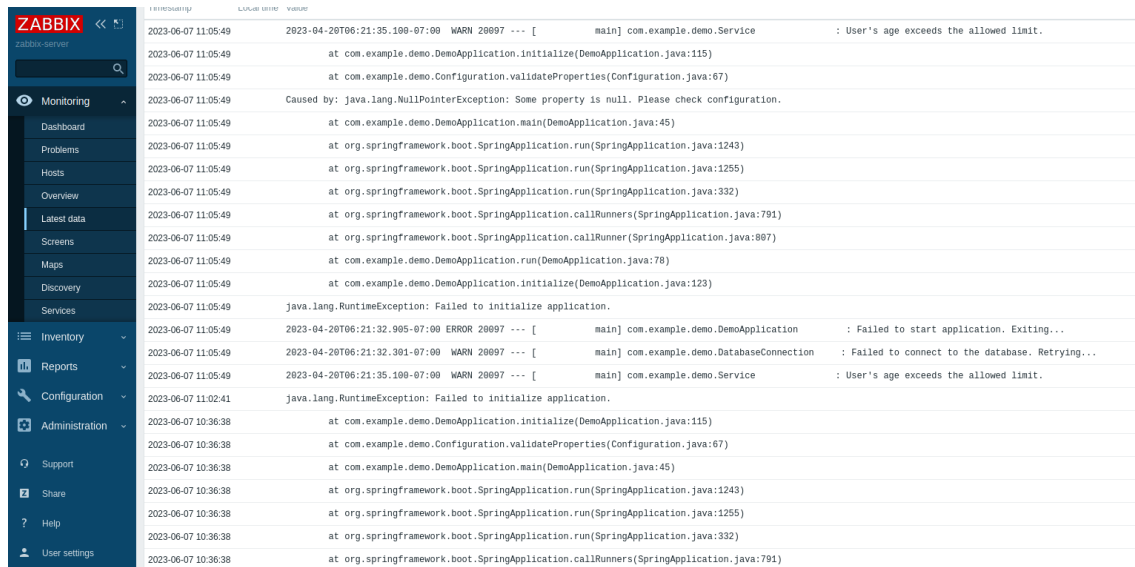 ZABBIX
zabbix-server
Monitoring
Dashboard
Problems
Hosts
Overview
Latest data
Screens
Maps
Discovery
Services
Inventory
Reports
Configuration
Administration
Support
Z Share
? Help
User settings
Timestamp Local time Value
2023-06-07 11:05:49 2023-04-20T06:21:35.100-07:00 WARN 20097 --- [ main] com.example.demo.Service : User's age exceeds the allowed limit.
2023-06-07 11:05:49 at com.example.demo.DemoApplication.initialize(DemoApplication.java:115)
2023-06-07 11:05:49 at com.example.demo.Configuration.validateProperties(Configuration.java:67)
2023-06-07 11:05:49 Caused by: java.lang.NullPointerException: Some property is null. Please check configuration.
2023-06-07 11:05:49 at com.example.demo.DemoApplication.main(DemoApplication.java:45)
2023-06-07 11:05:49 at org.springframework.boot.SpringApplication.run(SpringApplication.java:1243)
2023-06-07 11:05:49 at org.springframework.boot.SpringApplication.run(SpringApplication.java:1255)
2023-06-07 11:05:49 at org.springframework.boot.SpringApplication.run(SpringApplication.java:332)
2023-06-07 11:05:49 at org.springframework.boot.SpringApplication.callRunners(SpringApplication.java:791)
2023-06-07 11:05:49 at org.springframework.boot.SpringApplication.callRunner(SpringApplication.java:807)
2023-06-07 11:05:49 at com.example.demo.DemoApplication.run(DemoApplication.java:78)
2023-06-07 11:05:49 at com.example.demo.DemoApplication.initialize(DemoApplication.java:123)
2023-06-07 11:05:49 java.lang.RuntimeException: Failed to initialize application.
2023-06-07 11:05:49 2023-04-20T06:21:32.905-07:00 ERROR 20097 --- [ main] com.example.demo.DemoApplication : Failed to start application. Exiting...
2023-06-07 11:05:49 2023-04-20T06:21:32.301-07:00 WARN 20097 --- [ main] com.example.demo.DatabaseConnection : Failed to connect to the database. Retrying...
2023-06-07 11:05:49 2023-04-20T06:21:35.100-07:00 WARN 20097 --- [ main] com.example.demo.Service : User's age exceeds the allowed limit.
2023-06-07 11:02:41 java.lang.RuntimeException: Failed to initialize application.
2023-06-07 10:36:38 at com.example.demo.DemoApplication.initialize(DemoApplication.java:115)
2023-06-07 10:36:38 at com.example.demo.Configuration.validateProperties(Configuration.java:67)
2023-06-07 10:36:38 at com.example.demo.DemoApplication.main(DemoApplication.java:45)
2023-06-07 10:36:38 at org.springframework.boot.SpringApplication.run(SpringApplication.java:1243)
2023-06-07 10:36:38 at org.springframework.boot.SpringApplication.run(SpringApplication.java:1255)
2023-06-07 10:36:38 at org.springframework.boot.SpringApplication.run(SpringApplication.java:332)
2023-06-07 10:36:38 at org.springframework.boot.SpringApplication.callRunners(SpringApplication.java:791)